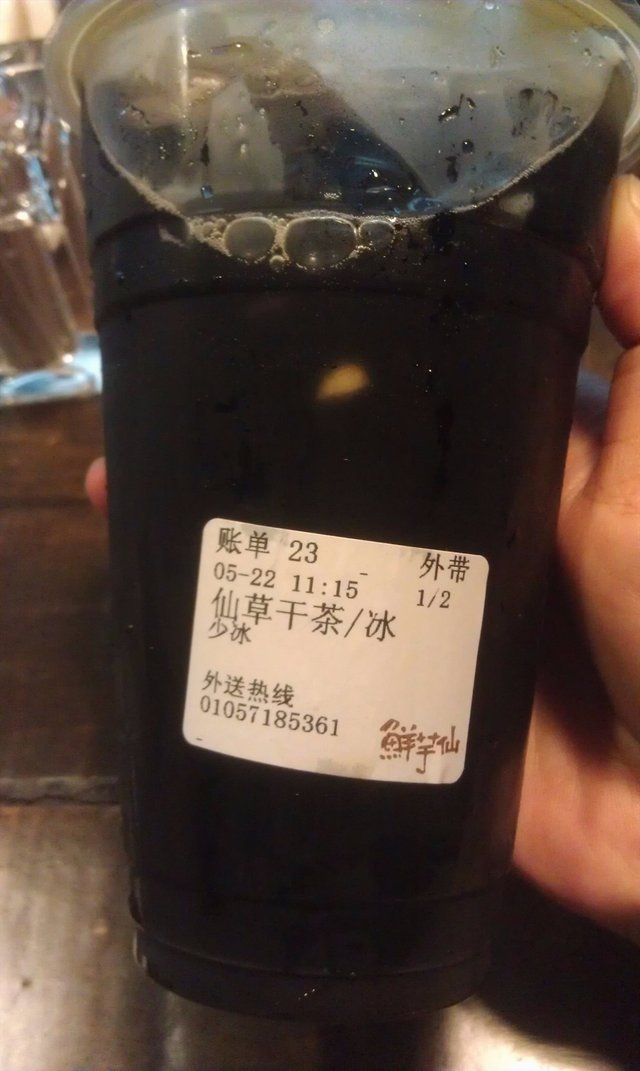 账单 23 外带
05-22 11:15 1/2
仙草干茶/冰
少冰
外送热线
01057185361
鮮芋仙